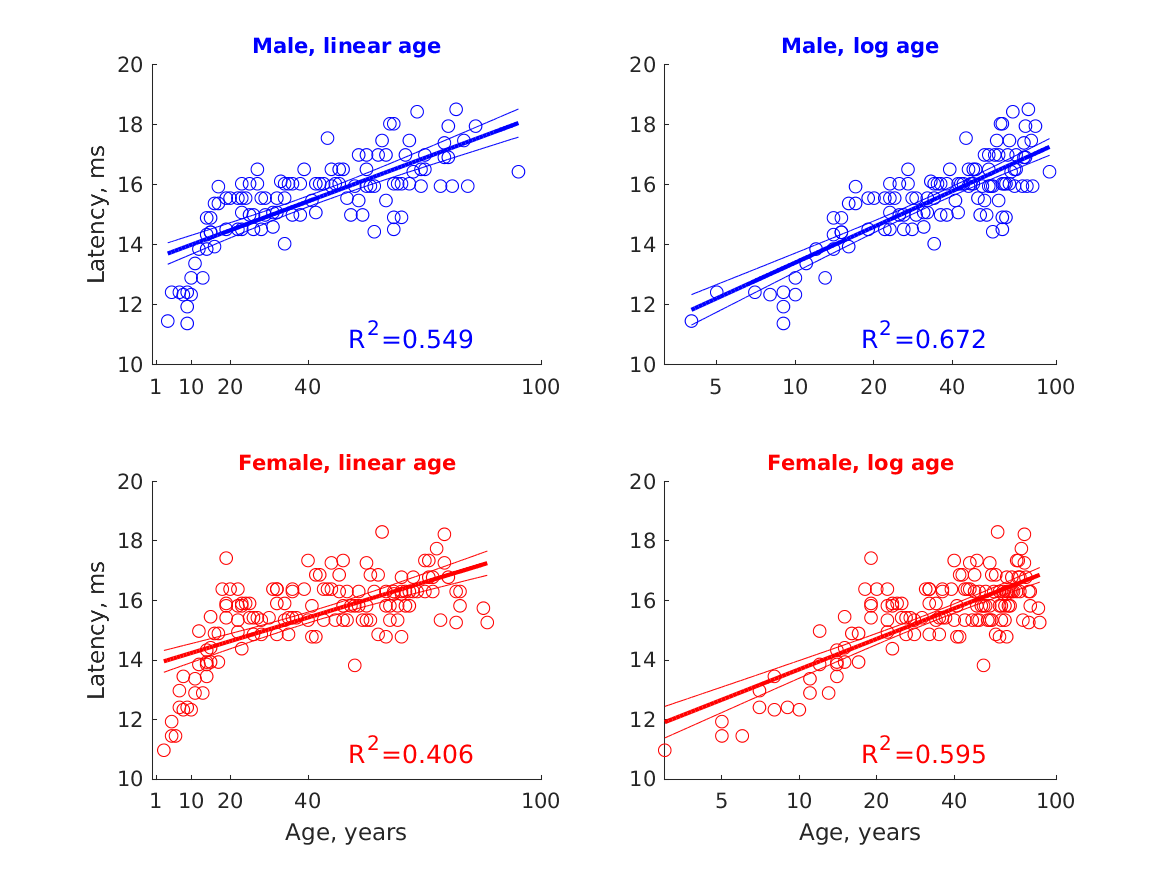 Male, linear age
Male, log age
20
18
16
14
12
10
Latency, ms
R2=0.549
1 10 20 40 100
20
18
16
14
12
10
R2=0.672
5 10 20 40 100
Female, linear age
Female, log age
20
18
16
14
12
10
Latency, ms
R2=0.406
1 10 20 40 100
Age, years
20
18
16
14
12
10
R2=0.595
5 10 20 40 100
Age, years